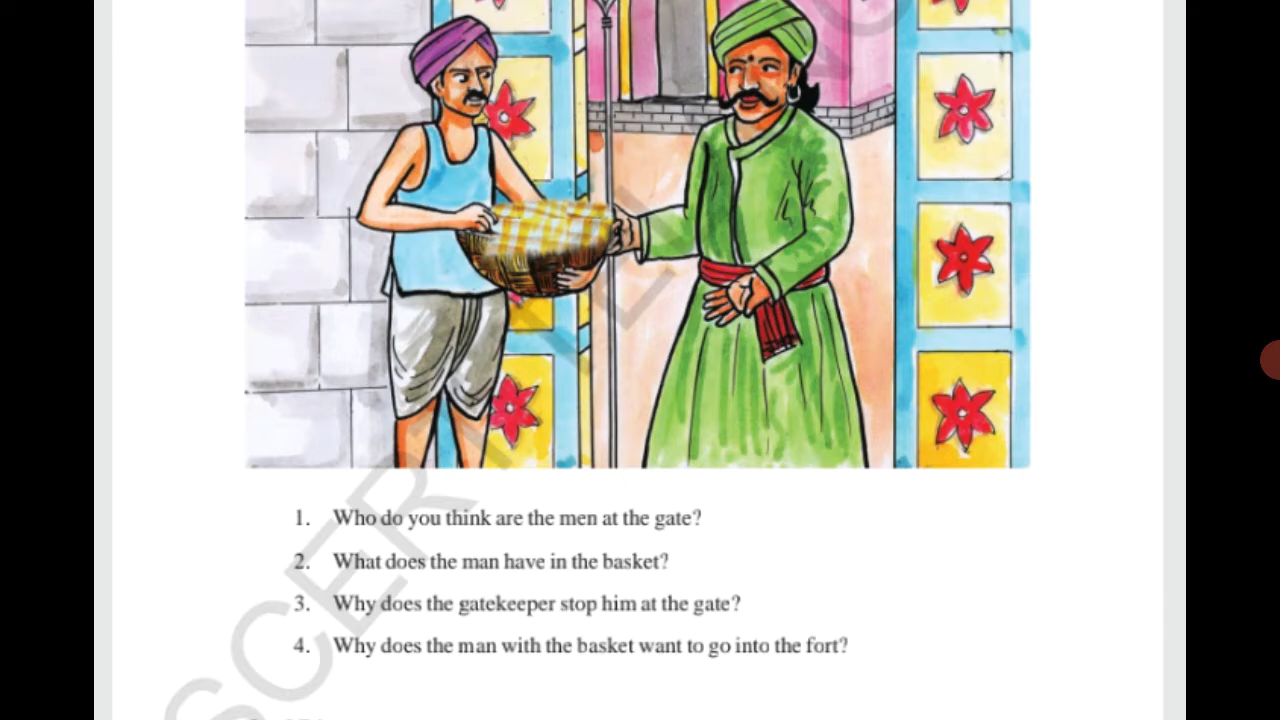 1. Who do you think are the men at the gate?
2. What does the man have in the basket?
3. Why does the gatekeeper stop him at the gate?
4. Why does the man with the basket want to go into the fort?
SCERT TEL